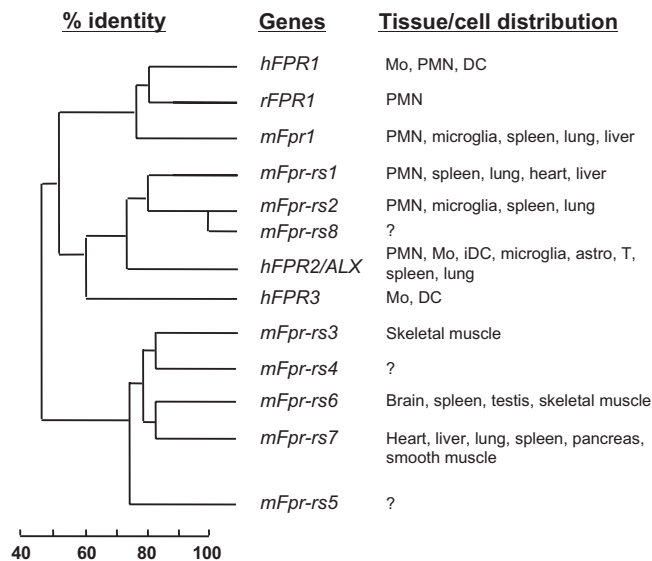 % identity Genes Tissue/cell distribution
hFPR1 Mo, PMN, DC
rFPR1 PMN
mFpr1 PMN, microglia, spleen, lung, liver
mFpr-rs1 PMN, spleen, lung, heart, liver
mFpr-rs2 PMN, microglia, spleen, lung
mFpr-rs8 ?
hFPR2/ALX PMN, Mo, iDC, microglia, astro, T,
spleen, lung
hFPR3 Mo, DC
mFpr-rs3 Skeletal muscle
mFpr-rs4 ?
mFpr-rs6 Brain, spleen, testis, skeletal muscle
mFpr-rs7 Heart, liver, lung, spleen, pancreas,
smooth muscle
mFpr-rs5 ?
40 60 80 100